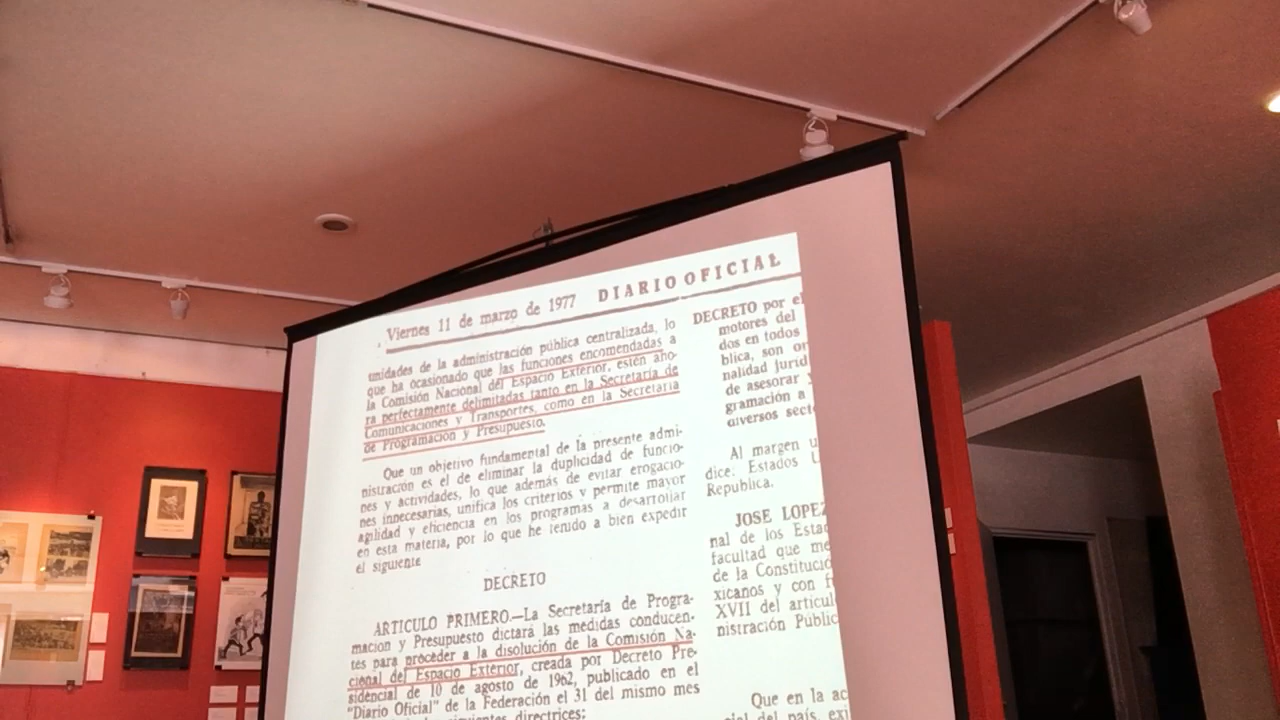 Viernes 11 de marzo de 1977 DIARIO OFICIAL
unidades de la administración pública centralizada, lo
que ha ocasionado que las funciones encomendadas a
la Comisión Nacional del Espacio Exterior, estén aho-
ra perfectamente delimitadas tanto en la Secretaría de
Comunicaciones y Transportes, como en la Secretaría
de Programación y Presupuesto.
Que un objetivo fundamental de la presente admi-
nistración es el de eliminar la duplicidad de funcio-
nes y actividades, lo que además de evitar erogacio-
nes innecesarias, unifica los criterios y permite mayor
agilidad y eficiencia en los programas a desarrollar
en esta materia, por lo que he tenido a bien expedir
el siguiente
DECRETO
ARTICULO PRIMERO.—La Secretaría de Progra-
mación y Presupuesto dictará las medidas conducen-
tes para proceder a la disolución de la Comisión Na-
cional del Espacio Exterior, creada por Decreto Pre-
sidencial de 10 de agosto de 1962, publicado en el
"Diario Oficial" de la Federación el 31 del mismo mes
siguientes directrices:
DECRETO por el
motores del
dos en todos
blica, son or
nalidad juríd
de asesorar
gramación a
diversos sect
Al margen u
dice: Estados
República.
JOSE LOPEZ
nal de los Estad
facultad que me
de la Constitució
xicanos y con f
XVII del artícul
nistración Públic
Que en la ac
cial del país, exi